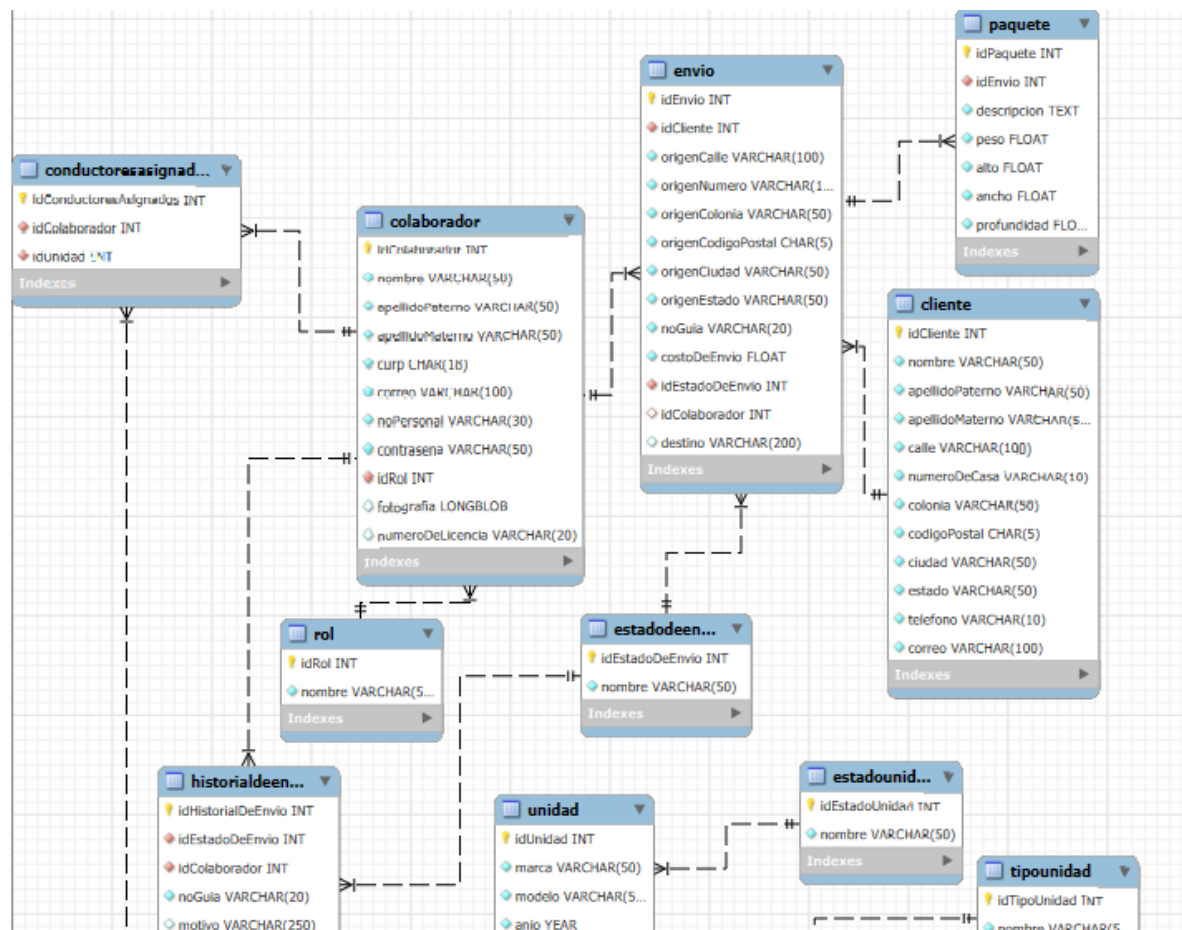 paquete
idPaquete INT
idEnvio INT
descripcion TEXT
peso FLOAT
alto FLOAT
ancho FLOAT
profundidad FLO...
Indexes
envio
idEnvio INT
idCliente INT
origenCalle VARCHAR(100)
origenNumero VARCHAR(1...
origenColonia VARCHAR(50)
origenCodigoPostal CHAR(5)
origenCiudad VARCHAR(50)
origenEstado VARCHAR(50)
noGuia VARCHAR(20)
costoDeEnvio FLOAT
idEstadoDeEnvio INT
idColaborador INT
destino VARCHAR(200)
Indexes
conductoresasignad...
idConductoresAsignados INT
idColaborador INT
idunidad INT
Indexes
colaborador
idColaborador INT
nombre VARCHAR(50)
apellidoPaterno VARCHAR(50)
apellidoMaterno VARCHAR(50)
curp CHAR(18)
correo VARCHAR(100)
noPersonal VARCHAR(30)
contrasena VARCHAR(50)
idRol INT
fotografia LONGBLOB
numeroDeLicencia VARCHAR(20)
Indexes
cliente
idCliente INT
nombre VARCHAR(50)
apellidoPaterno VARCHAR(50)
apellidoMaterno VARCHAR(5...
calle VARCHAR(100)
numeroDeCasa VARCHAR(10)
colonia VARCHAR(50)
codigoPostal CHAR(5)
ciudad VARCHAR(50)
estado VARCHAR(50)
telefono VARCHAR(10)
correo VARCHAR(100)
Indexes
rol
idRol INT
nombre VARCHAR(5...
Indexes
estadodeen...
idEstadoDeEnvio INT
nombre VARCHAR(50)
Indexes
historialdeen...
idHistorialDeEnvio INT
idEstadoDeEnvio INT
idColaborador INT
noGuia VARCHAR(20)
motivo VARCHAR(250)
unidad
idUnidad INT
marca VARCHAR(50)
modelo VARCHAR(5...
anio YEAR
estadounid...
idEstadoUnidad INT
nombre VARCHAR(50)
Indexes
tipounidad
idTipoUnidad INT
nombre VARCHAR(5...